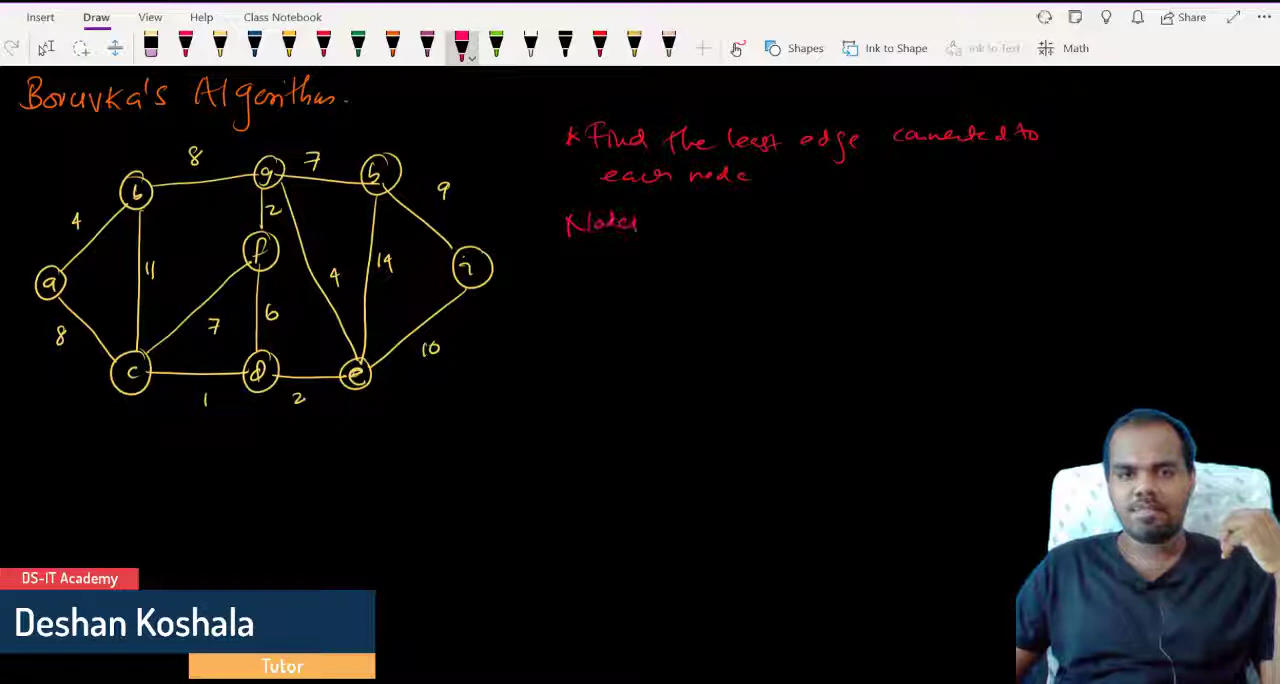 Insert Draw View Help Class Notebook Share
Shapes Ink to Shape Ink to Text Math
Boruvka's Algorithm.
*Find the least edge connected to
each node
Node
8 7
b g h 9
4 2
f i
11 4 14
a
8 7 6 10
c d e
1 2
DS-IT Academy
Deshan Koshala
Tutor